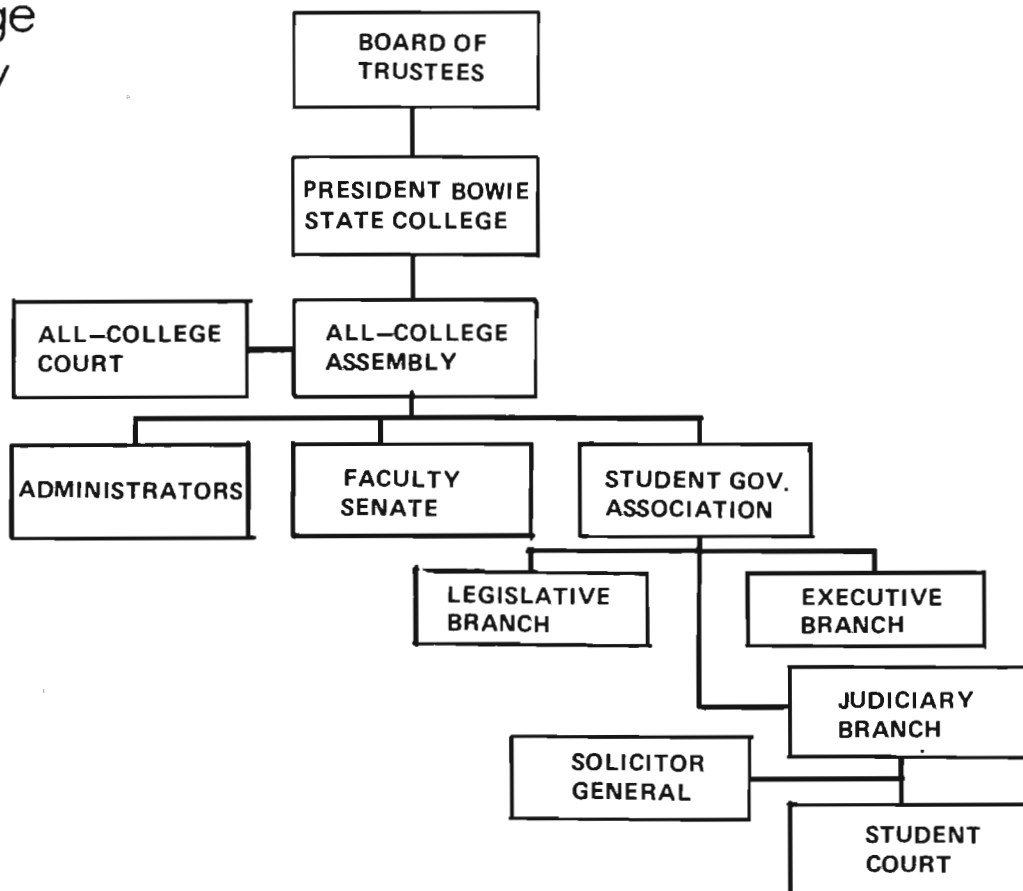 BOARD OF
TRUSTEES
PRESIDENT BOWIE
STATE COLLEGE
ALL–COLLEGE
COURT
ALL–COLLEGE
ASSEMBLY
ADMINISTRATORS
FACULTY
SENATE
STUDENT GOV.
ASSOCIATION
LEGISLATIVE
BRANCH
EXECUTIVE
BRANCH
JUDICIARY
BRANCH
SOLICITOR
GENERAL
STUDENT
COURT